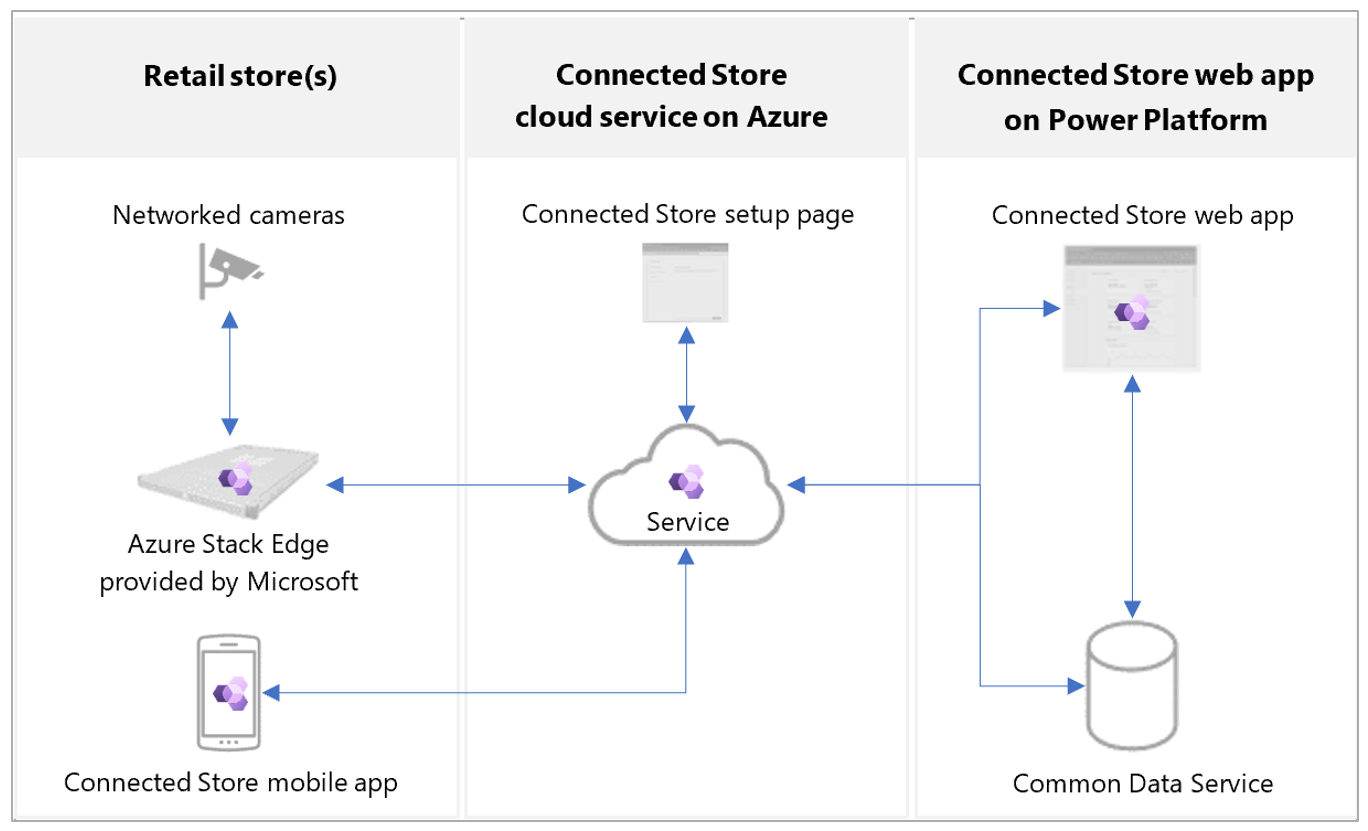 Retail store(s)
Connected Store
cloud service on Azure
Connected Store web app
on Power Platform
Networked cameras
Azure Stack Edge
provided by Microsoft
Connected Store mobile app
Connected Store setup page
Service
Connected Store web app
Common Data Service